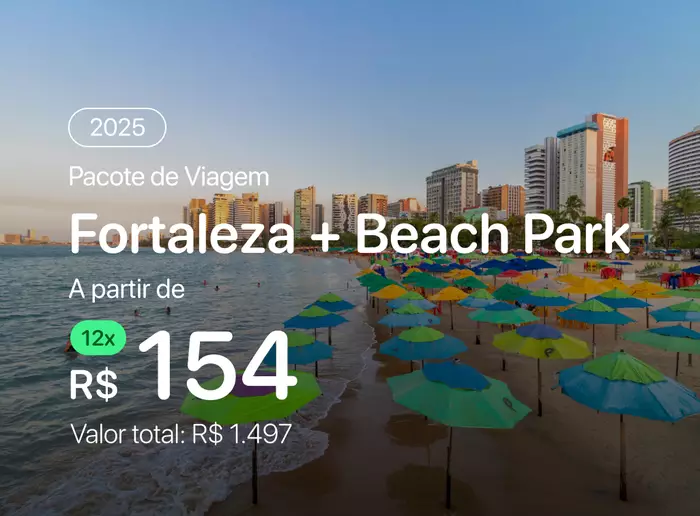 2025
Pacote de Viagem
Fortaleza + Beach Park
A partir de
12x
R$ 154
Valor total: R$ 1.497